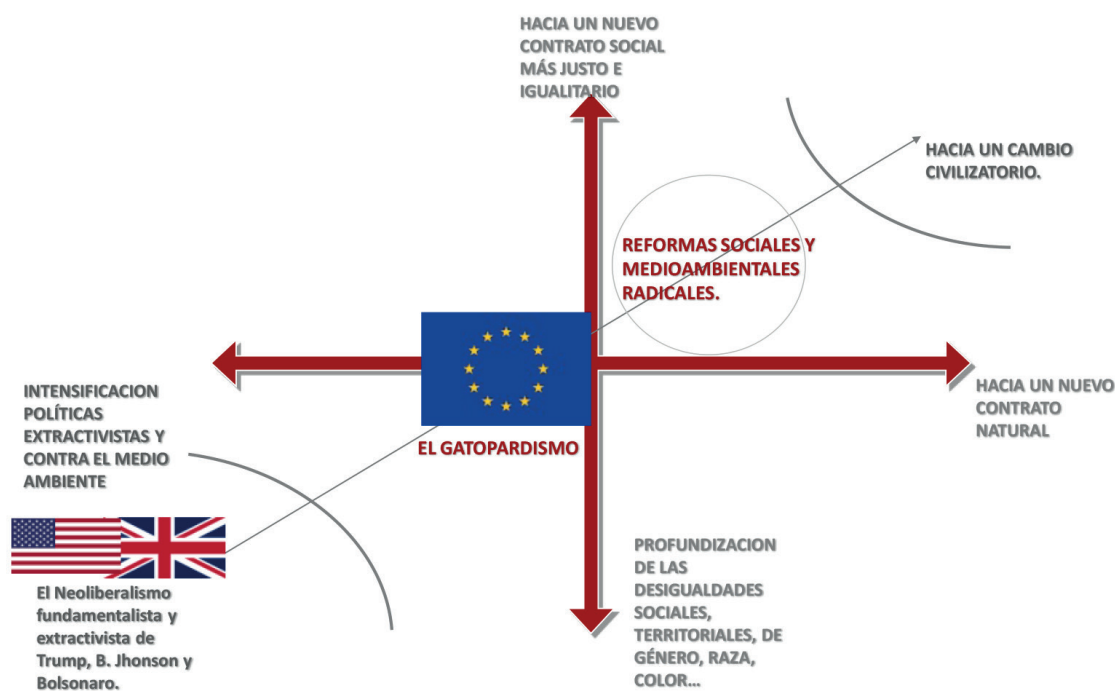 HACIA UN NUEVO
CONTRATO SOCIAL
MÁS JUSTO E
IGUALITARIO
HACIA UN CAMBIO
CIVILIZATORIO.
REFORMAS SOCIALES Y
MEDIOAMBIENTALES
RADICALES.
INTENSIFICACION
POLÍTICAS
EXTRACTIVISTAS Y
CONTRA EL MEDIO
AMBIENTE
HACIA UN NUEVO
CONTRATO
NATURAL
EL GATOPARDISMO
El Neoliberalismo
fundamentalista y
extractivista de
Trump, B. Jhonson y
Bolsonaro.
PROFUNDIZACION
DE LAS
DESIGUALDADES
SOCIALES,
TERRITORIALES, DE
GÉNERO, RAZA,
COLOR...